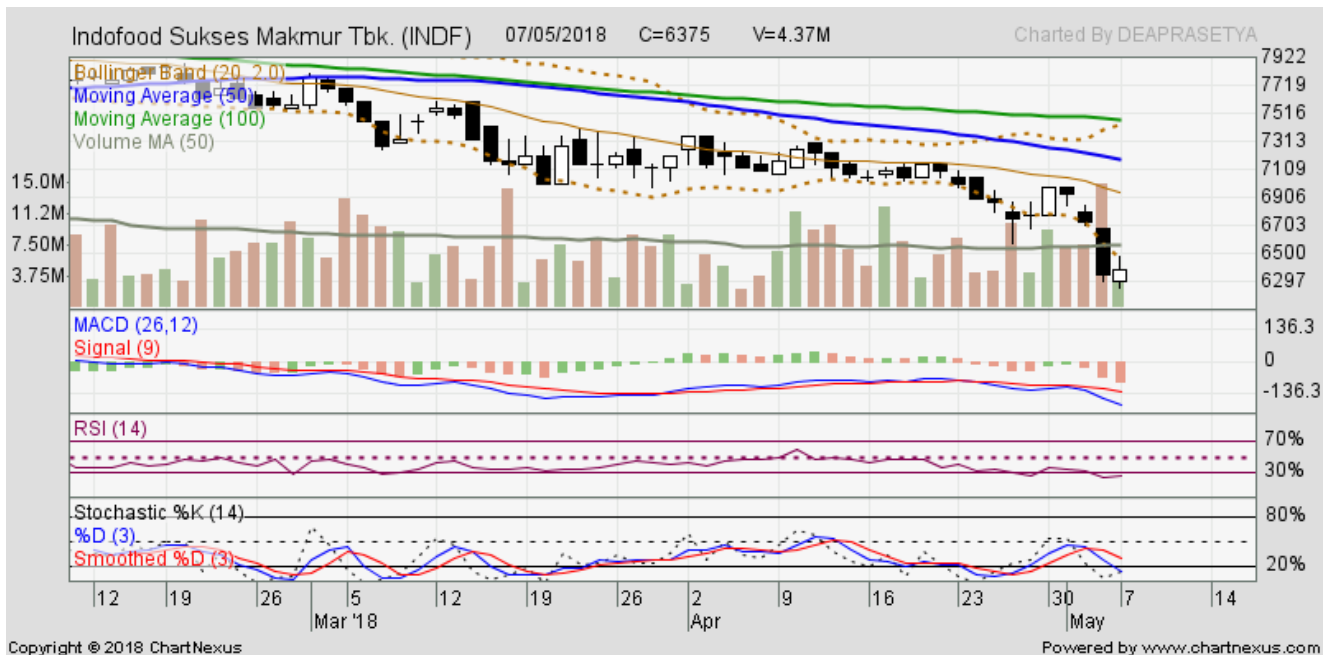 Indofood Sukses Makmur Tbk. (INDF) 07/05/2018 C=6375 V=4.37M Charted By DEAPRASETYA
Bollinger Band (20, 2.0)
Moving Average (50)
Moving Average (100)
Volume MA (50)
7922
7719
7516
7313
7109
6906
6703
6500
6297
15.0M
11.2M
7.50M
3.75M
MACD (26,12)
Signal (9)
136.3
0
-136.3
RSI (14)
70%
30%
Stochastic %K (14)
%D (3)
Smoothed %D (3)
80%
20%
12 19 26 5 12 19 26 2 9 16 23 30 7 14
Mar '18 Apr May
Copyright © 2018 ChartNexus Powered by www.chartnexus.com